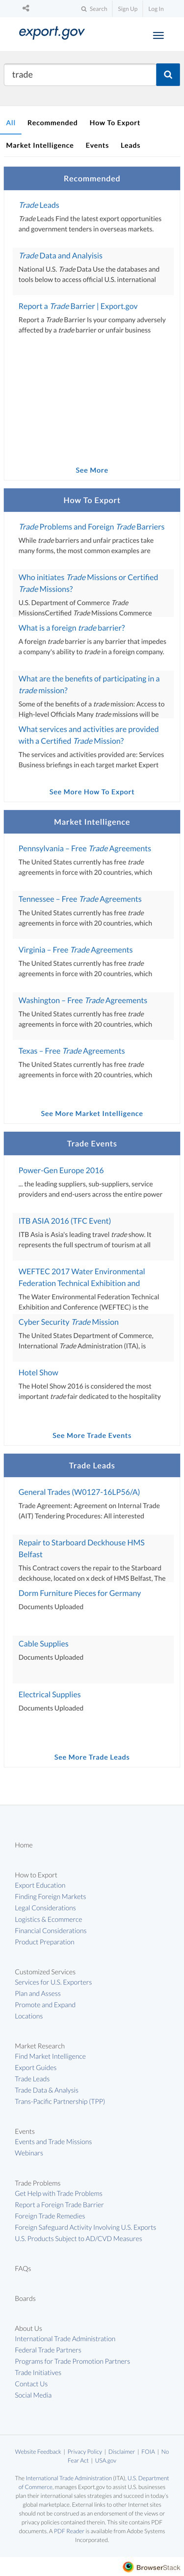 Search Sign Up Log In
export.gov
trade
All Recommended How To Export
Market Intelligence Events Leads
Recommended
Trade Leads
Trade Leads Find the latest export opportunities
and government tenders in overseas markets.
Trade Data and Analyisis
National U.S. Trade Data Use the databases and
tools below to access official U.S. international
Report a Trade Barrier | Export.gov
Report a Trade Barrier Is your company adversely
affected by a trade barrier or unfair business
See More
How To Export
Trade Problems and Foreign Trade Barriers
While trade barriers and unfair practices take
many forms, the most common examples are
Who initiates Trade Missions or Certified
Trade Missions?
U.S. Department of Commerce Trade
MissionsCertified Trade Missions Commerce
What is a foreign trade barrier?
A foreign trade barrier is any barrier that impedes
a company's ability to trade in a foreign company.
What are the benefits of participating in a
trade mission?
Some of the benefits of a trade mission: Access to
High-level Officials Many trade missions will be
What services and activities are provided
with a Certified Trade Mission?
The services and activities provided are: Services
Business briefings in each target market Expert
See More How To Export
Market Intelligence
Pennsylvania – Free Trade Agreements
The United States currently has free trade
agreements in force with 20 countries, which
Tennessee – Free Trade Agreements
The United States currently has free trade
agreements in force with 20 countries, which
Virginia – Free Trade Agreements
The United States currently has free trade
agreements in force with 20 countries, which
Washington – Free Trade Agreements
The United States currently has free trade
agreements in force with 20 countries, which
Texas – Free Trade Agreements
The United States currently has free trade
agreements in force with 20 countries, which
See More Market Intelligence
Trade Events
Power-Gen Europe 2016
... the leading suppliers, sub-suppliers, service
providers and end-users across the entire power
ITB ASIA 2016 (TFC Event)
ITB Asia is Asia's leading travel trade show. It
represents the full spectrum of tourism at all
WEFTEC 2017 Water Environmental
Federation Technical Exhibition and
The Water Environmental Federation Technical
Exhibition and Conference (WEFTEC) is the
Cyber Security Trade Mission
The United States Department of Commerce,
International Trade Administration (ITA), is
Hotel Show
The Hotel Show 2016 is considered the most
important trade fair dedicated to the hospitality
See More Trade Events
Trade Leads
General Trades (W0127-16LP56/A)
Trade Agreement: Agreement on Internal Trade
(AIT) Tendering Procedures: All interested
Repair to Starboard Deckhouse HMS
Belfast
This Contract covers the repair to the Starboard
deckhouse, located on x deck of HMS Belfast, The
Dorm Furniture Pieces for Germany
Documents Uploaded
Cable Supplies
Documents Uploaded
Electrical Supplies
Documents Uploaded
See More Trade Leads
Home
How to Export
Export Education
Finding Foreign Markets
Legal Considerations
Logistics & Ecommerce
Financial Considerations
Product Preparation
Customized Services
Services for U.S. Exporters
Plan and Assess
Promote and Expand
Locations
Market Research
Find Market Intelligence
Export Guides
Trade Leads
Trade Data & Analysis
Trans-Pacific Partnership (TPP)
Events
Events and Trade Missions
Webinars
Trade Problems
Get Help with Trade Problems
Report a Foreign Trade Barrier
Foreign Trade Remedies
Foreign Safeguard Activity Involving U.S. Exports
U.S. Products Subject to AD/CVD Measures
FAQs
Boards
About Us
International Trade Administration
Federal Trade Partners
Programs for Trade Promotion Partners
Trade Initiatives
Contact Us
Social Media
Website Feedback | Privacy Policy | Disclaimer | FOIA | No
Fear Act | USA.gov
The International Trade Administration (ITA), U.S. Department
of Commerce, manages Export.gov to assist U.S. businesses
plan their international sales strategies and succeed in today's
global marketplace. External links to other Internet sites
should not be construed as an endorsement of the views or
privacy policies contained therein. This site contains PDF
documents. A PDF Reader is available from Adobe Systems
Incorporated.
BrowserStack